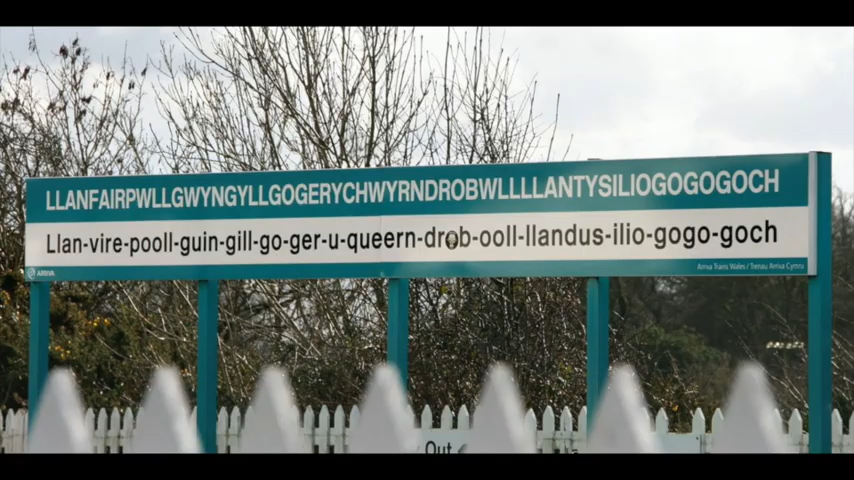 LLANFAIRPWLLGWYNGYLLGOGERYCHWYRNDROBWLLLLANTYSILIOGOGOGOCH
Llan-vire-pooll-guin-gill-go-ger-u-queern-drob-ooll-llandus-ilio-gogo-goch
ARRIVA
Arriva Trains Wales / Trenau Arriva Cymru
Out